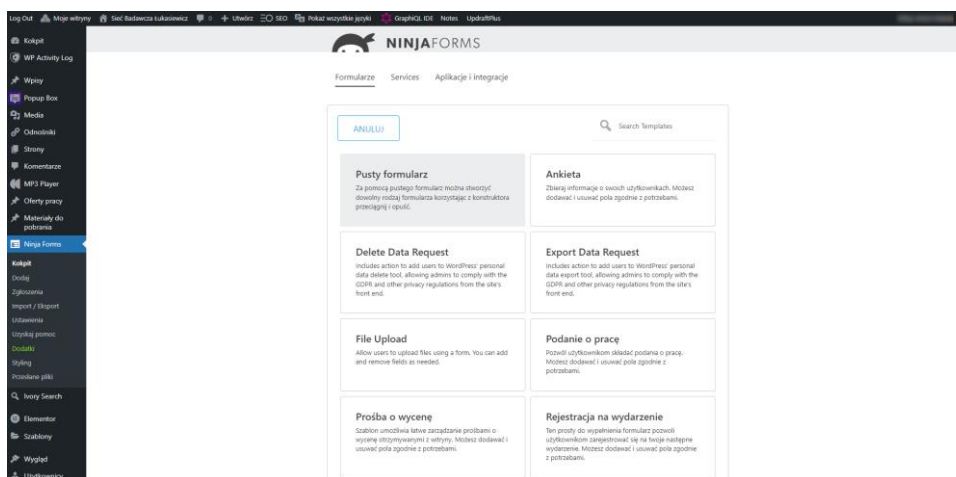 Log Out Moje witryny Sieć Badawcza Łukasiewicz 0 + Utwórz SEO Pokaż wszystkie języki GraphiQL IDE Notes UpdraftPlus
Kokpit
WP Activity Log
Wpisy
Popup Box
Media
Odnośniki
Strony
Komentarze
MP3 Player
Oferty pracy
Materiały do
pobrania
Ninja Forms
Kokpit
Dodaj
Zgłoszenia
Import / Eksport
Ustawienia
Uzyskaj pomoc
Dodatki
Styling
Przesłane pliki
Ivory Search
Elementor
Szablony
Wygląd
Użytkownicy
NINJAFORMS
Formularze Services Aplikacje i integracje
ANULUJ
Search Templates
Pusty formularz
Za pomocą pustego formularz można stworzyć
dowolny rodzaj formularza korzystając z konstruktora
przeciągnij i opuść.
Ankieta
Zbieraj informacje o swoich użytkownikach. Możesz
dodawać i usuwać pola zgodnie z potrzebami.
Delete Data Request
Includes action to add users to WordPress' personal
data delete tool, allowing admins to comply with the
GDPR and other privacy regulations from the site's
front end.
Export Data Request
Includes action to add users to WordPress' personal
data export tool, allowing admins to comply with the
GDPR and other privacy regulations from the site's
front end.
File Upload
Allow users to upload files using a form. You can add
and remove fields as needed.
Podanie o pracę
Pozwól użytkownikom składać podania o pracę.
Możesz dodawać i usuwać pola zgodnie z
potrzebami.
Prośba o wycenę
Szablon umożliwia łatwe zarządzanie prośbami o
wycenę otrzymywanymi z witryny. Możesz dodawać i
usuwać pola zgodnie z potrzebami.
Rejestracja na wydarzenie
Ten prosty do wypełnienia formularz pozwoli
użytkownikom zarejestrować się na twoje następne
wydarzenie. Możesz dodawać i usuwać pola zgodnie
z potrzebami.